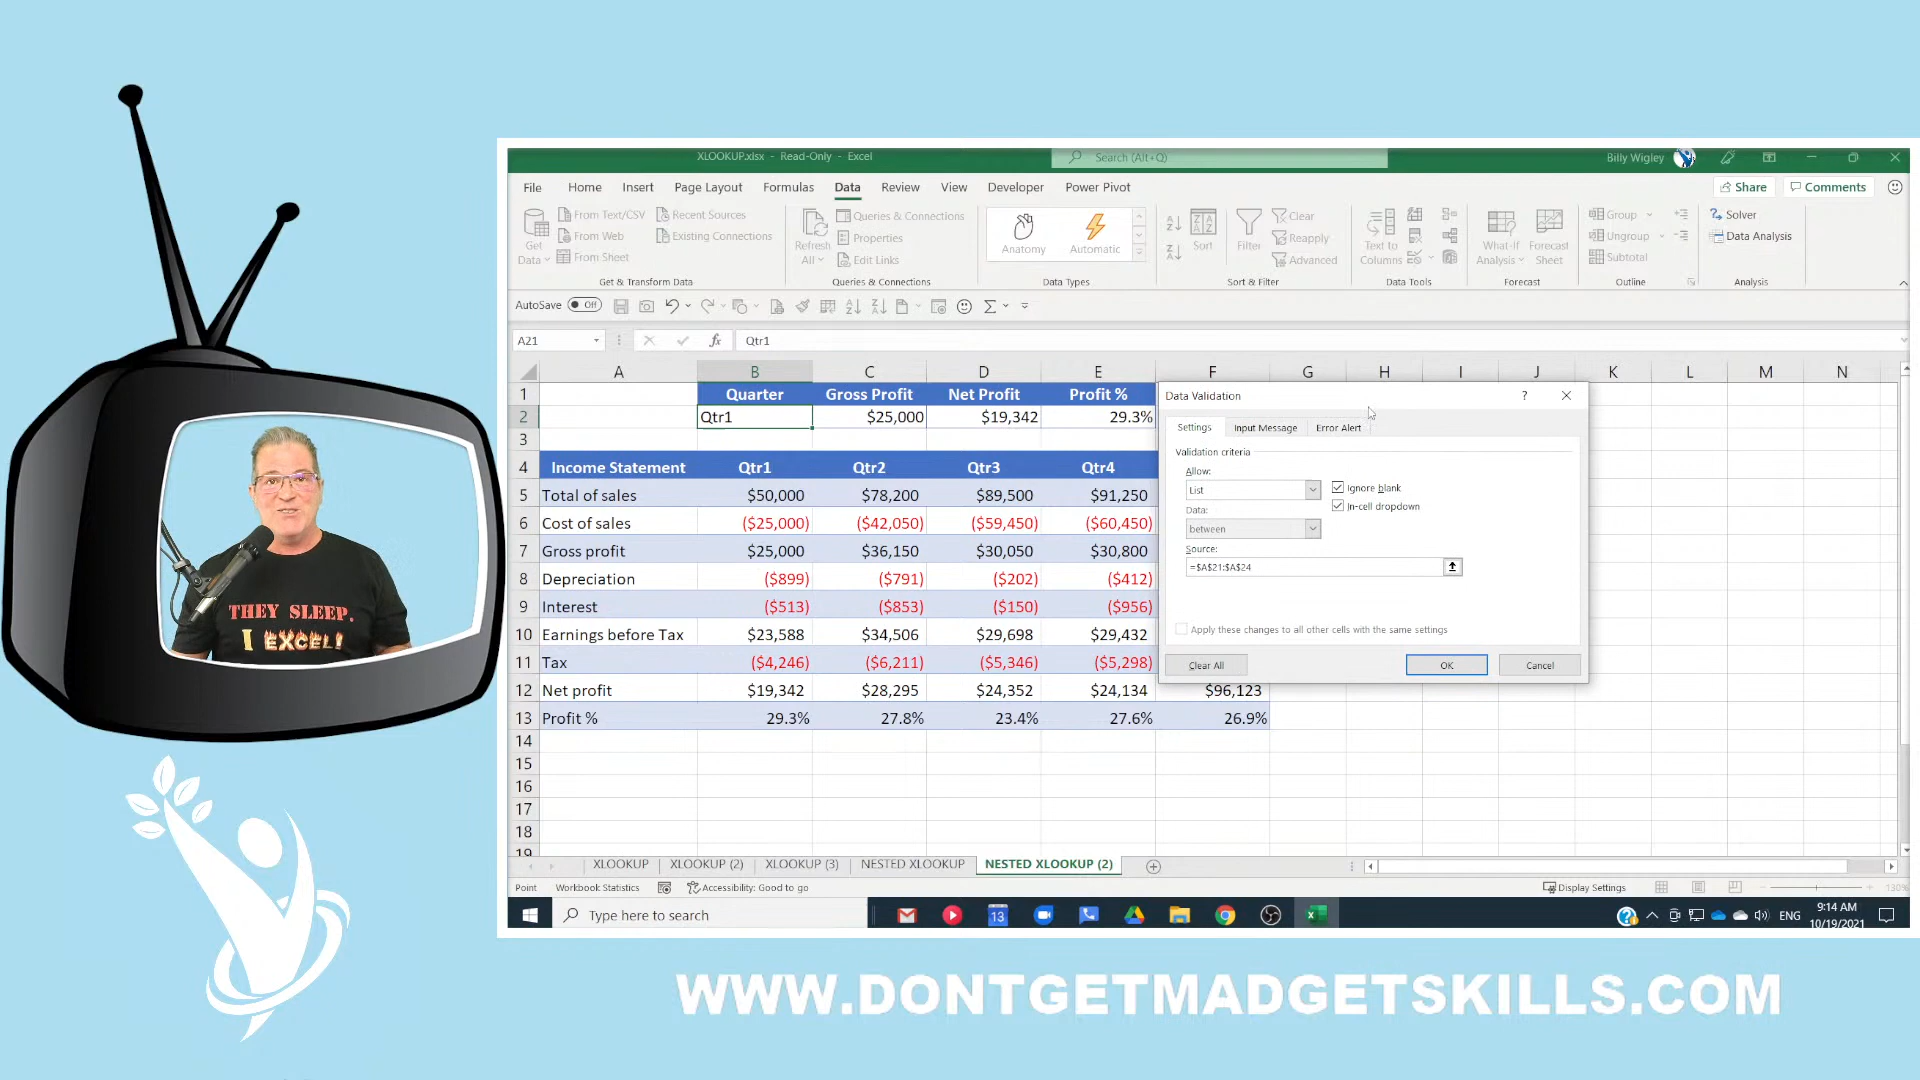 XLOOKUP.xlsx - Read-Only - Excel
Search (Alt+Q)
Billy Wigley
File Home Insert Page Layout Formulas Data Review View Developer Power Pivot
Share Comments
Get Data
From Text/CSV
From Web
From Sheet
Recent Sources
Existing Connections
Get & Transform Data
Refresh All
Queries & Connections
Properties
Edit Links
Queries & Connections
Anatomy Automatic
Data Types
Sort
Filter
Clear
Reapply
Advanced
Sort & Filter
Text to Columns
Data Tools
What-If Analysis
Forecast Sheet
Forecast
Group
Ungroup
Subtotal
Outline
Solver
Data Analysis
Analysis
AutoSave Off
A21 fx Qtr1
A B C D E F G H I J K L M N
1 Quarter Gross Profit Net Profit Profit %
2 Qtr1 $25,000 $19,342 29.3%
3
4 Income Statement Qtr1 Qtr2 Qtr3 Qtr4
5 Total of sales $50,000 $78,200 $89,500 $91,250
6 Cost of sales ($25,000) ($42,050) ($59,450) ($60,450)
7 Gross profit $25,000 $36,150 $30,050 $30,800
8 Depreciation ($899) ($791) ($202) ($412)
9 Interest ($513) ($853) ($150) ($956)
10 Earnings before Tax $23,588 $34,506 $29,698 $29,432
11 Tax ($4,246) ($6,211) ($5,346) ($5,298)
12 Net profit $19,342 $28,295 $24,352 $24,134 $96,123
13 Profit % 29.3% 27.8% 23.4% 27.6% 26.9%
14
15
16
17
18
19
Data Validation ?
Settings Input Message Error Alert
Validation criteria
Allow:
List
Ignore blank
In-cell dropdown
Data:
between
Source:
=$A$21:$A$24
Apply these changes to all other cells with the same settings
Clear All OK Cancel
XLOOKUP XLOOKUP (2) XLOOKUP (3) NESTED XLOOKUP NESTED XLOOKUP (2)
Point Workbook Statistics Accessibility: Good to go
Display Settings 130%
Type here to search
13
ENG
9:14 AM
10/19/2021
THEY SLEEP.
I EXCEL!
WWW.DONTGETMADGETSKILLS.COM